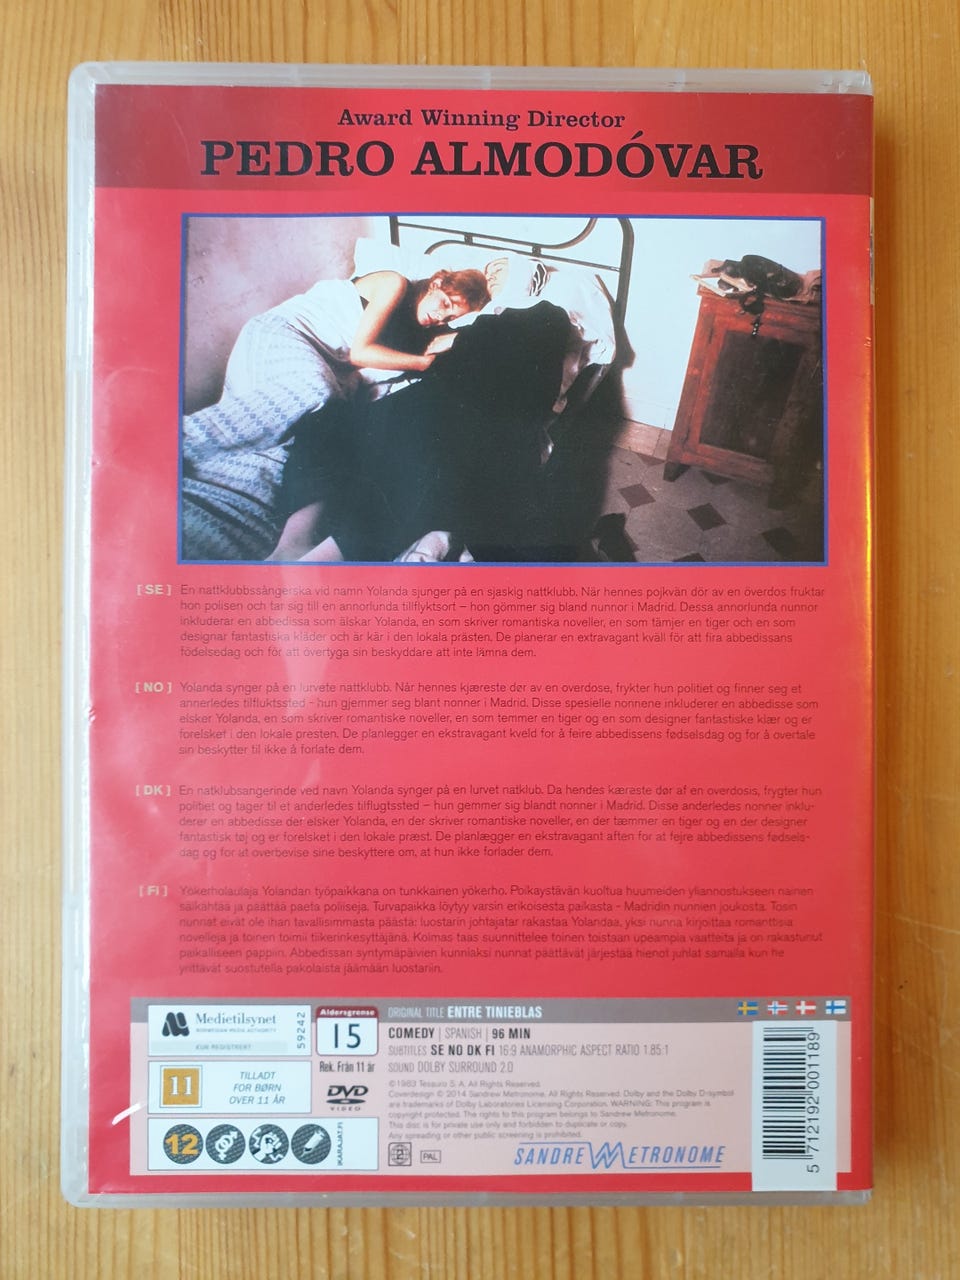 Award Winning Director
PEDRO ALMODÓVAR
[ SE ] En nattklubbssångerska vid namn Yolanda sjunger på en sjaskig nattklubb. När hennes pojkvän dör av en överdos fruktar
hon polisen och tar sig till en annorlunda tillflyktsort – hon gömmer sig bland nunnor i Madrid. Dessa annorlunda nunnor
inkluderar en abbedissa som älskar Yolanda, en som skriver romantiska noveller, en som tämjer en tiger och en som
designar fantastiska kläder och är kär i den lokala prästen. De planerar en extravagant kväll för att fira abbedissans
födelsedag och för att övertyga sin beskyddare att inte lämna dem.
[ NO ] Yolanda synger på en lurvete nattklubb. Når hennes kjæreste dør av en overdose, frykter hun politiet og finner seg et
annerledes tilfluktssted - hun gjemmer seg blant nonner i Madrid. Disse spesielle nonnene inkluderer en abbedisse som
elsker Yolanda, en som skriver romantiske noveller, en som temmer en tiger og en som designer fantastiske klær og er
forelsket i den lokale presten. De planlegger en ekstravagant kveld for å feire abbedissens fødselsdag og for å overtale
sin beskytter til ikke å forlate dem.
[ DK ] En natklubsangerinde ved navn Yolanda synger på en lurvet natklub. Da hendes kæreste dør af en overdosis, frygter hun
politiet og tager til et anderledes tilflugtssted – hun gemmer sig blandt nonner i Madrid. Disse anderledes nonner inklu-
derer en abbedisse der elsker Yolanda, en der skriver romantiske noveller, en der tæmmer en tiger og en der designer
fantastisk tøj og er forelsket i den lokale præst. De planlægger en ekstravagant aften for at fejre abbedissens fødsels-
dag og for at overbevise sine beskyttere om, at hun ikke forlader dem.
[ FI ] Yökerholaulaja Yolandan työpaikkana on tunkkainen yökerho. Poikaystävän kuoltua huumeiden yliannostukseen nainen
säikähtää ja päättää paeta poliiseja. Turvapaikka löytyy varsin erikoisesta paikasta - Madridin nunnien joukosta. Tosin
nunnat eivät ole ihan tavallisimmasta päästä: luostarin johtajatar rakastaa Yolandaa, yksi nunna kirjoittaa romanttisia
novelleja ja toinen toimii tiikerinkesyttäjänä. Kolmas taas suunnittelee toinen toistaan upeampia vaatteita ja on rakastunut
paikalliseen pappiin. Abbedissan syntymäpäivien kunniaksi nunnat päättävät järjestää hienot juhlat samalla kun he
yrittävät suostutella pakolaista jäämään luostariin.
Medietilsynet
NORWEGIAN MEDIA AUTHORITY
KUN REGISTRERT
59242
Aldersgrense
15
Rek. Från 11 år
11
TILLADT
FOR BØRN
OVER 11 ÅR
DVD
VIDEO
12
IKARAJAT.FI
ORIGINAL TITLE ENTRE TINIEBLAS
COMEDY | SPANISH | 96 MIN
SUBTITLES SE NO DK FI 16:9 ANAMORPHIC ASPECT RATIO 1.85:1
SOUND DOLBY SURROUND 2.0
©1983 Tesauro S. A. All Rights Reserved.
Coverdesign © 2014 Sandrew Metronome. All Rights Reserved. Dolby and the Dolby D-symbol
are trademarks of Dolby Laboratories Licensing Corporation. WARNING: This program is
copyright protected. The rights to this program belongs to Sandrew Metronome.
This disc is for private use only and forbidden to duplicate or copy.
Any spreading or other public screening is prohibited.
2
PAL
SANDREW METRONOME
5 712192 001189